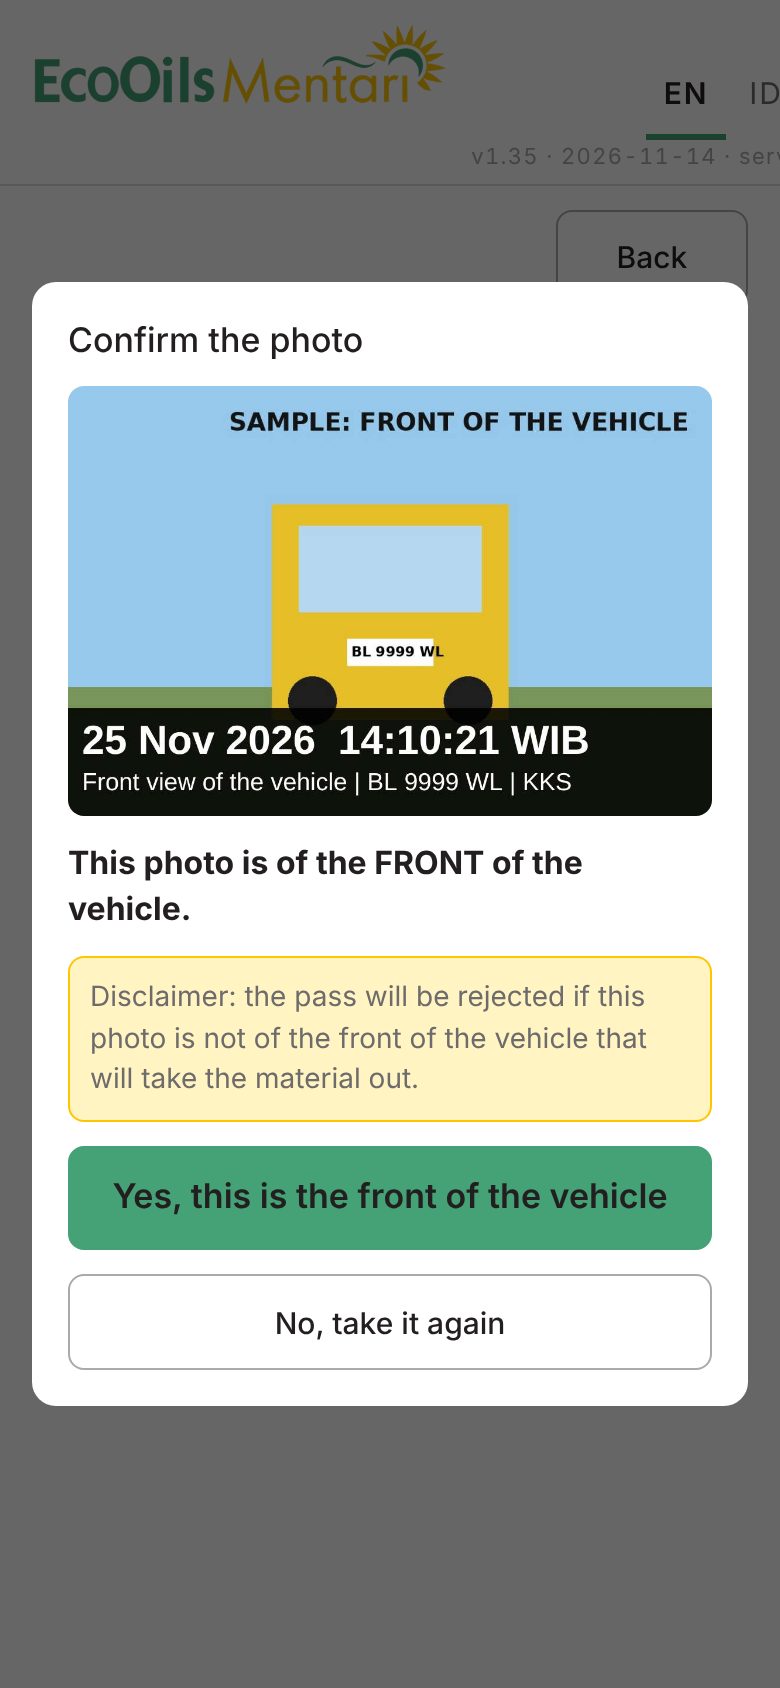 EcoOils Mentari
EN ID
v1.35 · 2026-11-14 ·
Back
Confirm the photo
SAMPLE: FRONT OF THE VEHICLE
BL 9999 WL
25 Nov 2026 14:10:21 WIB
Front view of the vehicle | BL 9999 WL | KKS
This photo is of the FRONT of the
vehicle.
Disclaimer: the pass will be rejected if this
photo is not of the front of the vehicle that
will take the material out.
Yes, this is the front of the vehicle
No, take it again